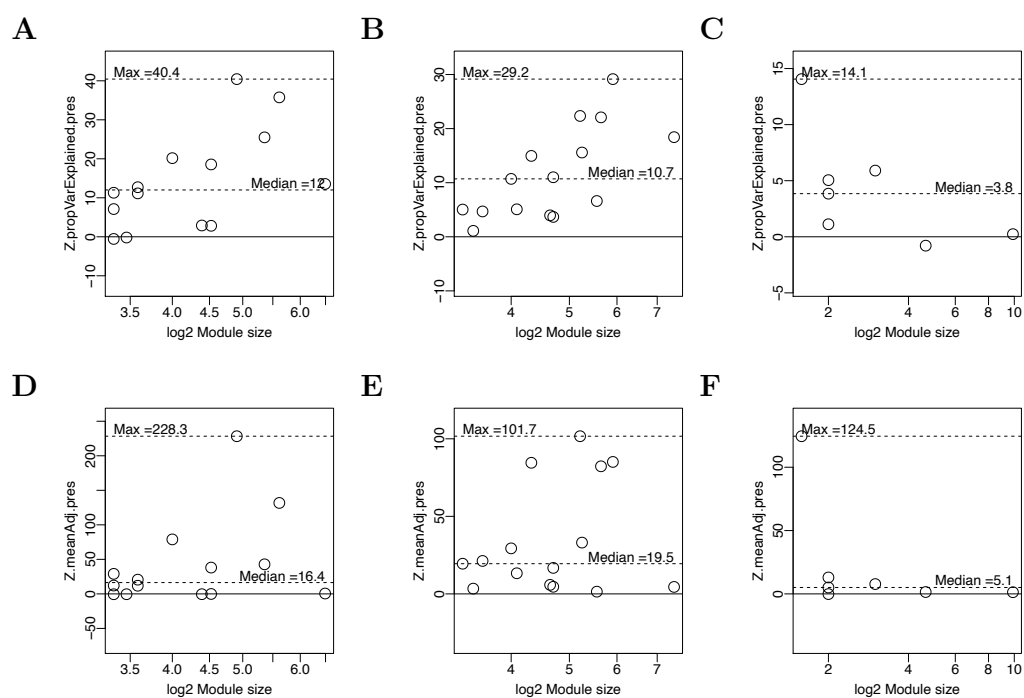 A
B
C
Max =40.4
Median =12
Z.propVarExplained.pres
−10
0
10
20
30
40
3.5
4.0
4.5
5.0
6.0
log2 Module size
Max =29.2
Median =10.7
Z.propVarExplained.pres
−10
0
10
20
30
4
5
6
7
log2 Module size
Max =14.1
Median =3.8
Z.propVarExplained.pres
−5
0
5
10
15
2
4
6
8
10
log2 Module size
D
E
F
Max =228.3
Median =16.4
Z.meanAdj.pres
−50
0
50
100
200
3.5
4.0
4.5
5.0
6.0
log2 Module size
Max =101.7
Median =19.5
Z.meanAdj.pres
0
50
100
4
5
6
7
log2 Module size
Max =124.5
Median =5.1
Z.meanAdj.pres
0
50
100
2
4
6
8
10
log2 Module size